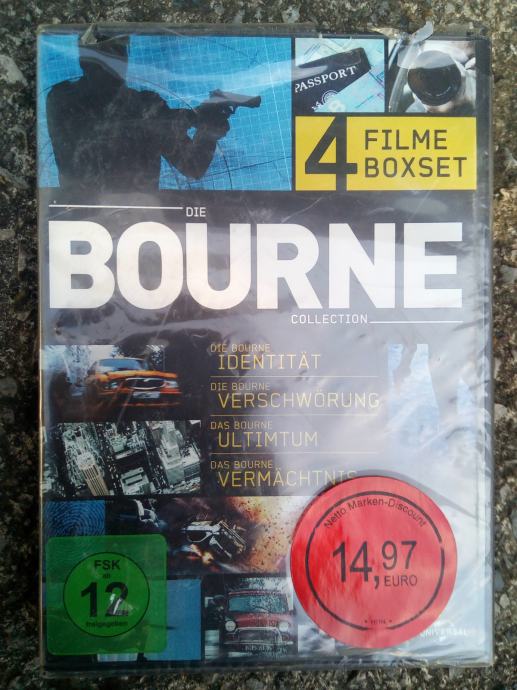 PASSPORT
4 FILME
BOXSET
DIE
BOURNE
COLLECTION
DIE BOURNE
IDENTITÄT
DIE BOURNE
VERSCHWÖRUNG
DAS BOURNE
ULTIMTUM
DAS BOURNE
VERMÄCHTNIS
Netto Marken-Discount
14,97
EURO
FSK
ab
12
freigegeben
UNIVERSAL